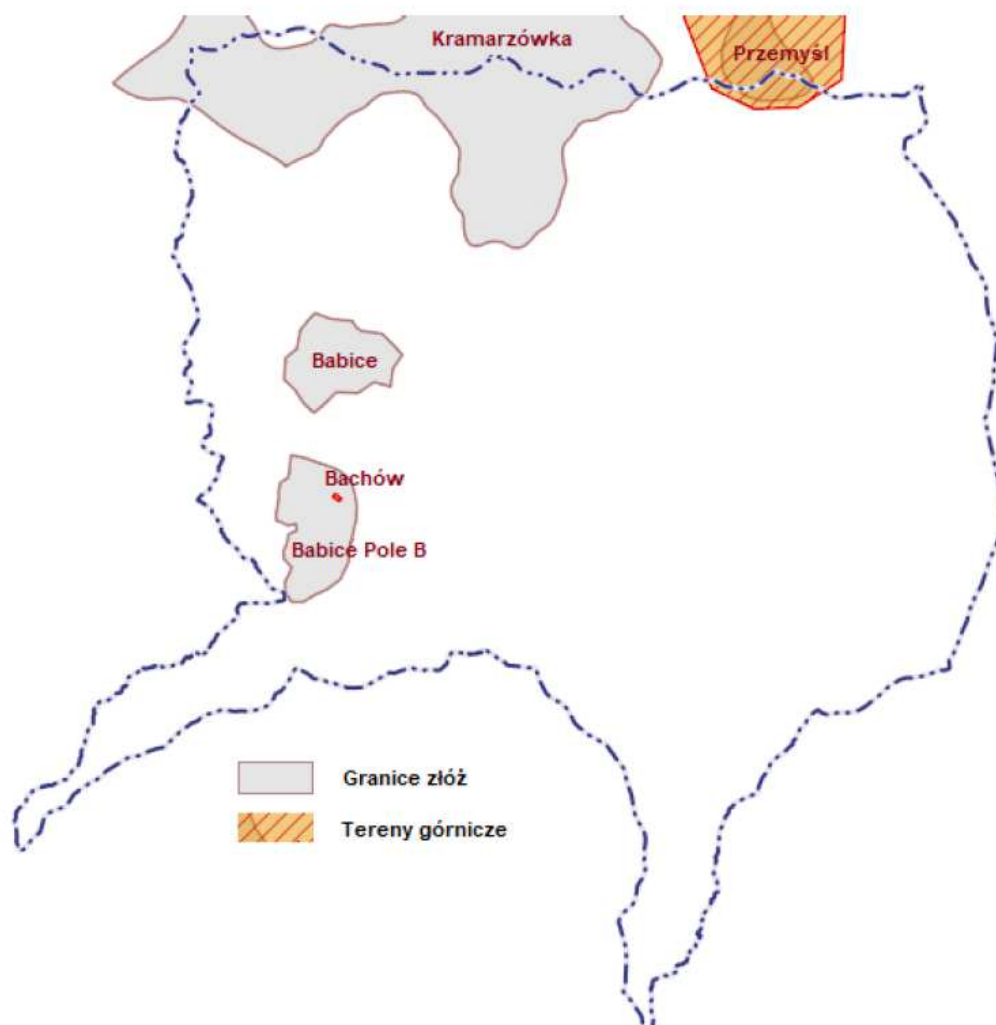 Kramarzówka
Przemyśl
Babice
Bachów
Babice Pole B
Granice złóż
Tereny górnicze